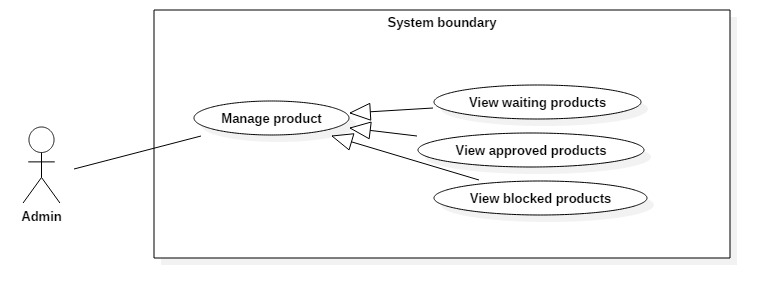 System boundary
View waiting products
Manage product
View approved products
View blocked products
Admin